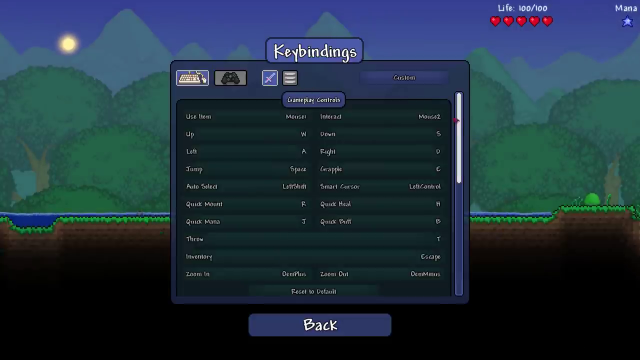 Life: 100/100 Mana
Keybindings
Custom
Gameplay Controls
Use Item Mouse1 Interact Mouse2
Up W Down S
Left A Right D
Jump Space Grapple E
Auto Select LeftShift Smart Cursor LeftControl
Quick Mount R Quick Heal H
Quick Mana J Quick Buff B
Throw T
Inventory Escape
Zoom In OemPlus Zoom Out OemMinus
Reset to Default
Back